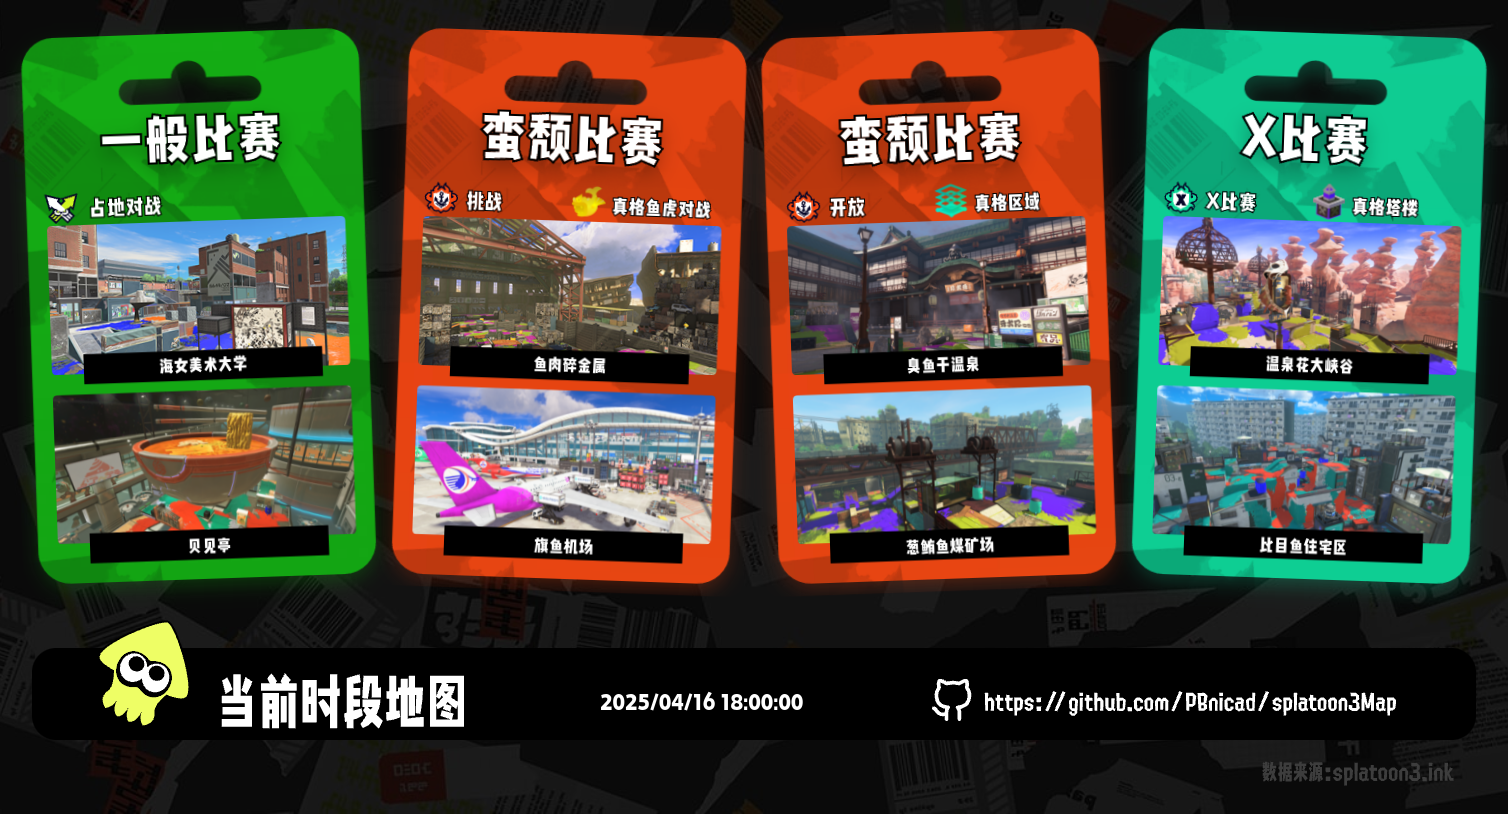 一般比赛
占地对战
海女美术大学
贝见亭
蛮颓比赛
挑战
真格鱼虎对战
鱼肉碎金属
旗鱼机场
蛮颓比赛
开放
真格区域
臭鱼干温泉
葱鲔鱼煤矿场
X比赛
X比赛
真格塔楼
温泉花大峡谷
比目鱼住宅区
当前时段地图
2025/04/16 18:00:00
https://github.com/PBnicad/splatoon3Map
数据来源:splatoon3.ink